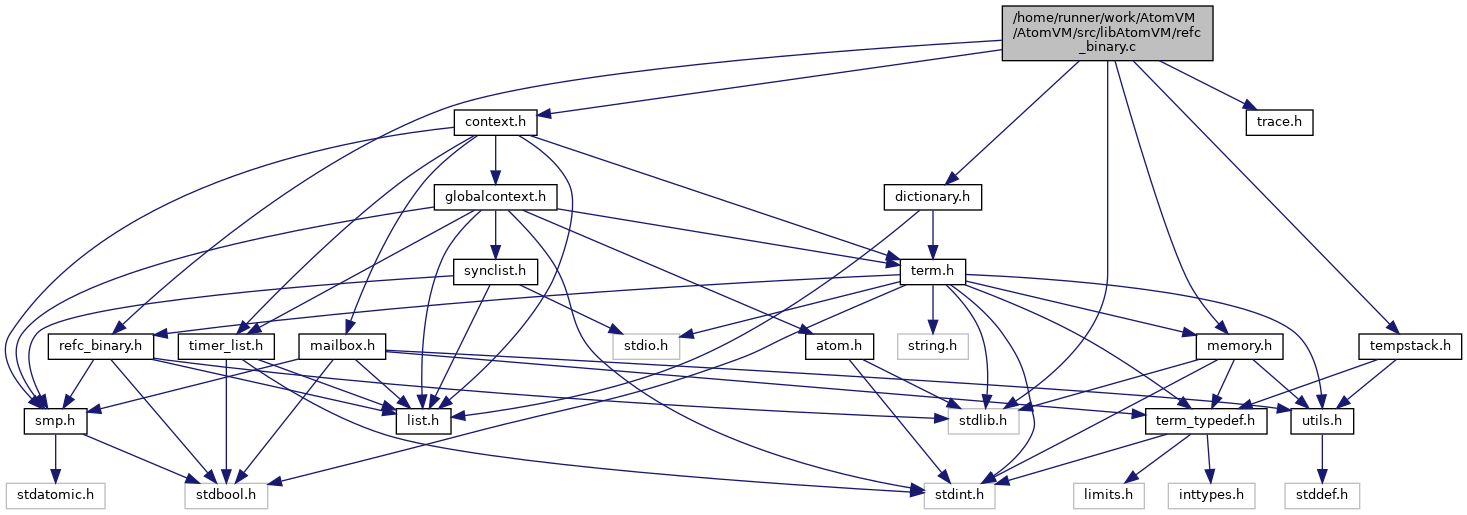 /home/runner/work/AtomVM
/AtomVM/src/libAtomVM/refc
_binary.c
context.h
trace.h
globalcontext.h
dictionary.h
synclist.h
term.h
refc_binary.h
timer_list.h
mailbox.h
stdio.h
atom.h
string.h
memory.h
tempstack.h
smp.h
list.h
stdlib.h
term_typedef.h
utils.h
stdatomic.h
stdbool.h
stdint.h
limits.h
inttypes.h
stddef.h